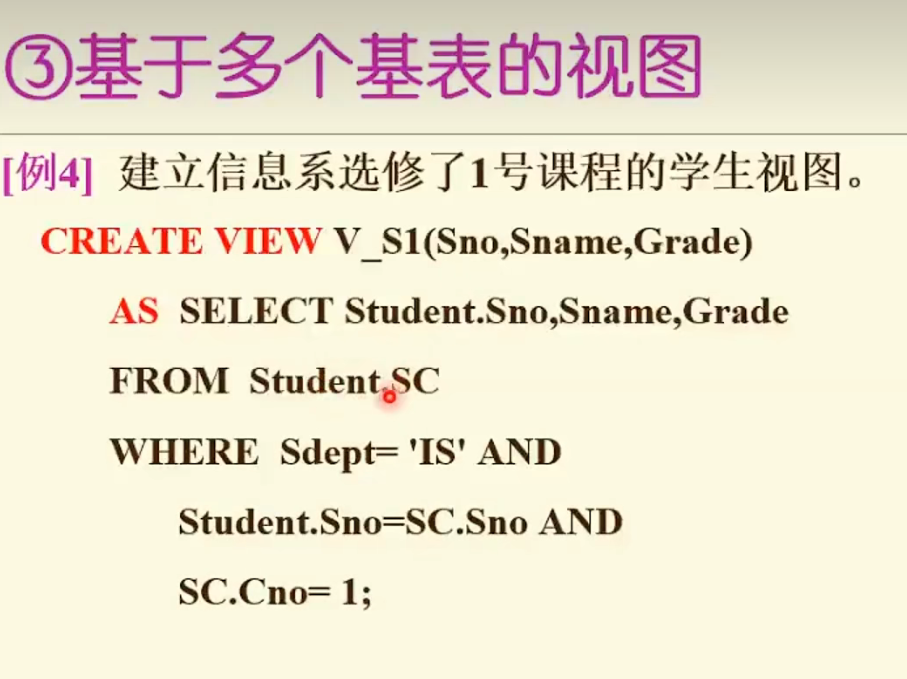 ③基于多个基表的视图
[例4] 建立信息系选修了1号课程的学生视图。
CREATE VIEW V_S1(Sno,Sname,Grade)
AS SELECT Student.Sno,Sname,Grade
FROM Student,SC
WHERE Sdept= 'IS' AND
Student.Sno=SC.Sno AND
SC.Cno= 1;